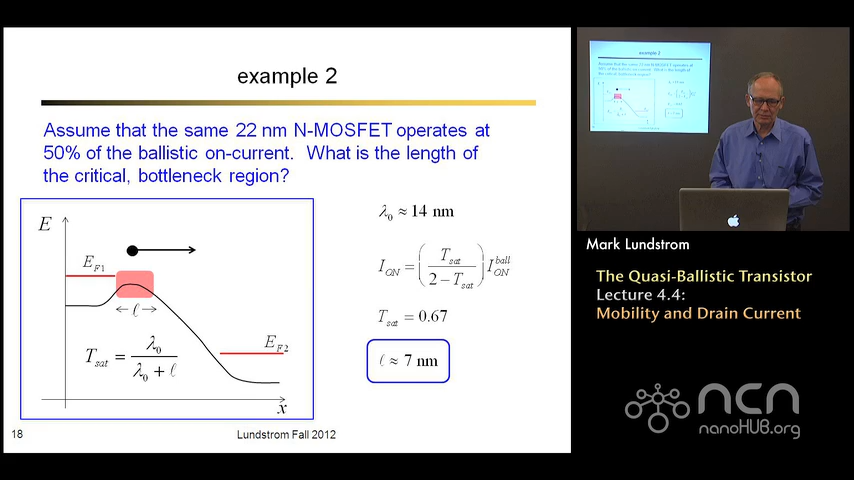 example 2
Assume that the same 22 nm N-MOSFET operates at
50% of the ballistic on-current. What is the length of
the critical, bottleneck region?
E
E_F1
ℓ
T_sat = λ₀ / (λ₀ + ℓ)
E_F2
x
λ₀ ≈ 14 nm
I_ON = (T_sat / (2 − T_sat)) I_ON^ball
T_sat = 0.67
ℓ ≈ 7 nm
18
Lundstrom Fall 2012
Mark Lundstrom
The Quasi-Ballistic Transistor
Lecture 4.4:
Mobility and Drain Current
ncn
nanoHUB.org